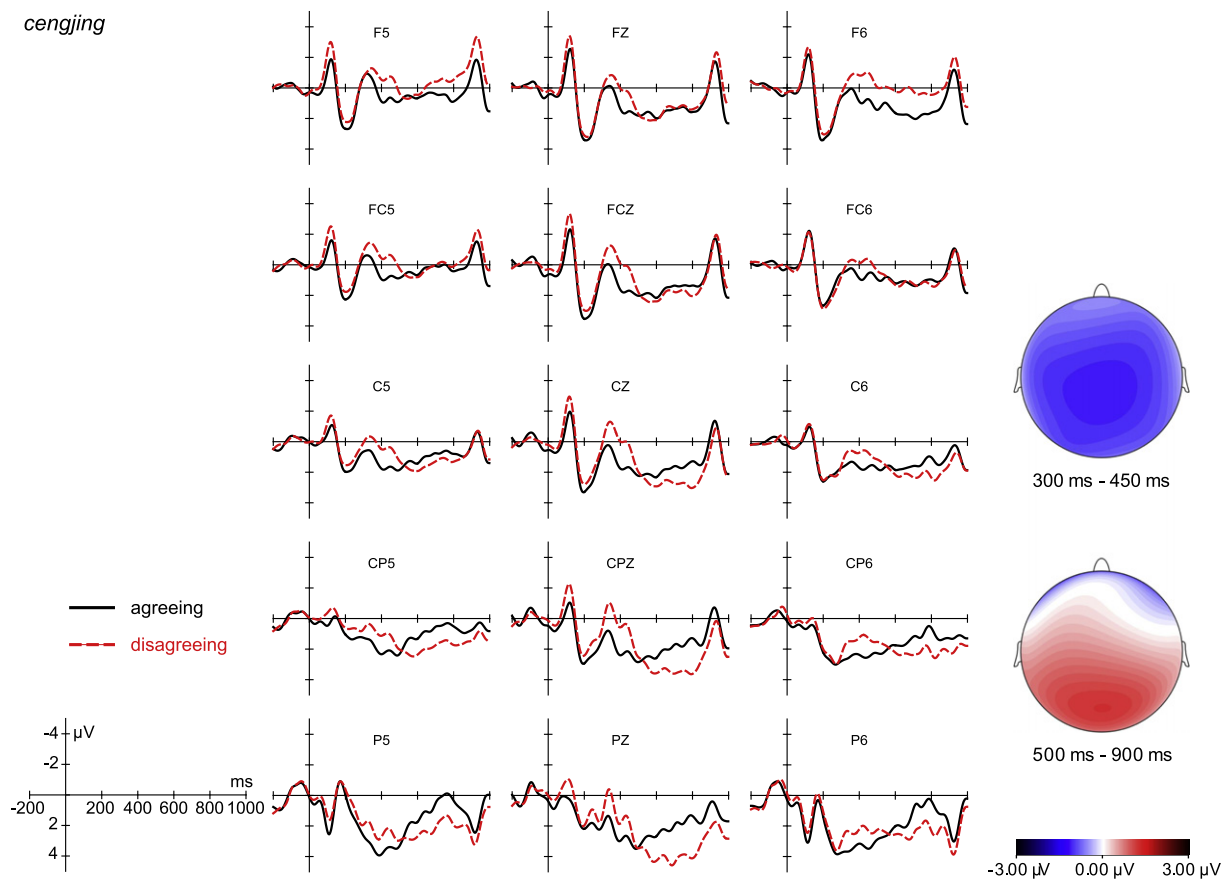 cengjing
F5 FZ F6
FC5 FCZ FC6
C5 CZ C6
300 ms - 450 ms
CP5 CPZ CP6
agreeing
disagreeing
-4 µV
-2
ms
-200 200 400 600 800 1000
2
4
P5 PZ P6
500 ms - 900 ms
-3.00 µV 0.00 µV 3.00 µV